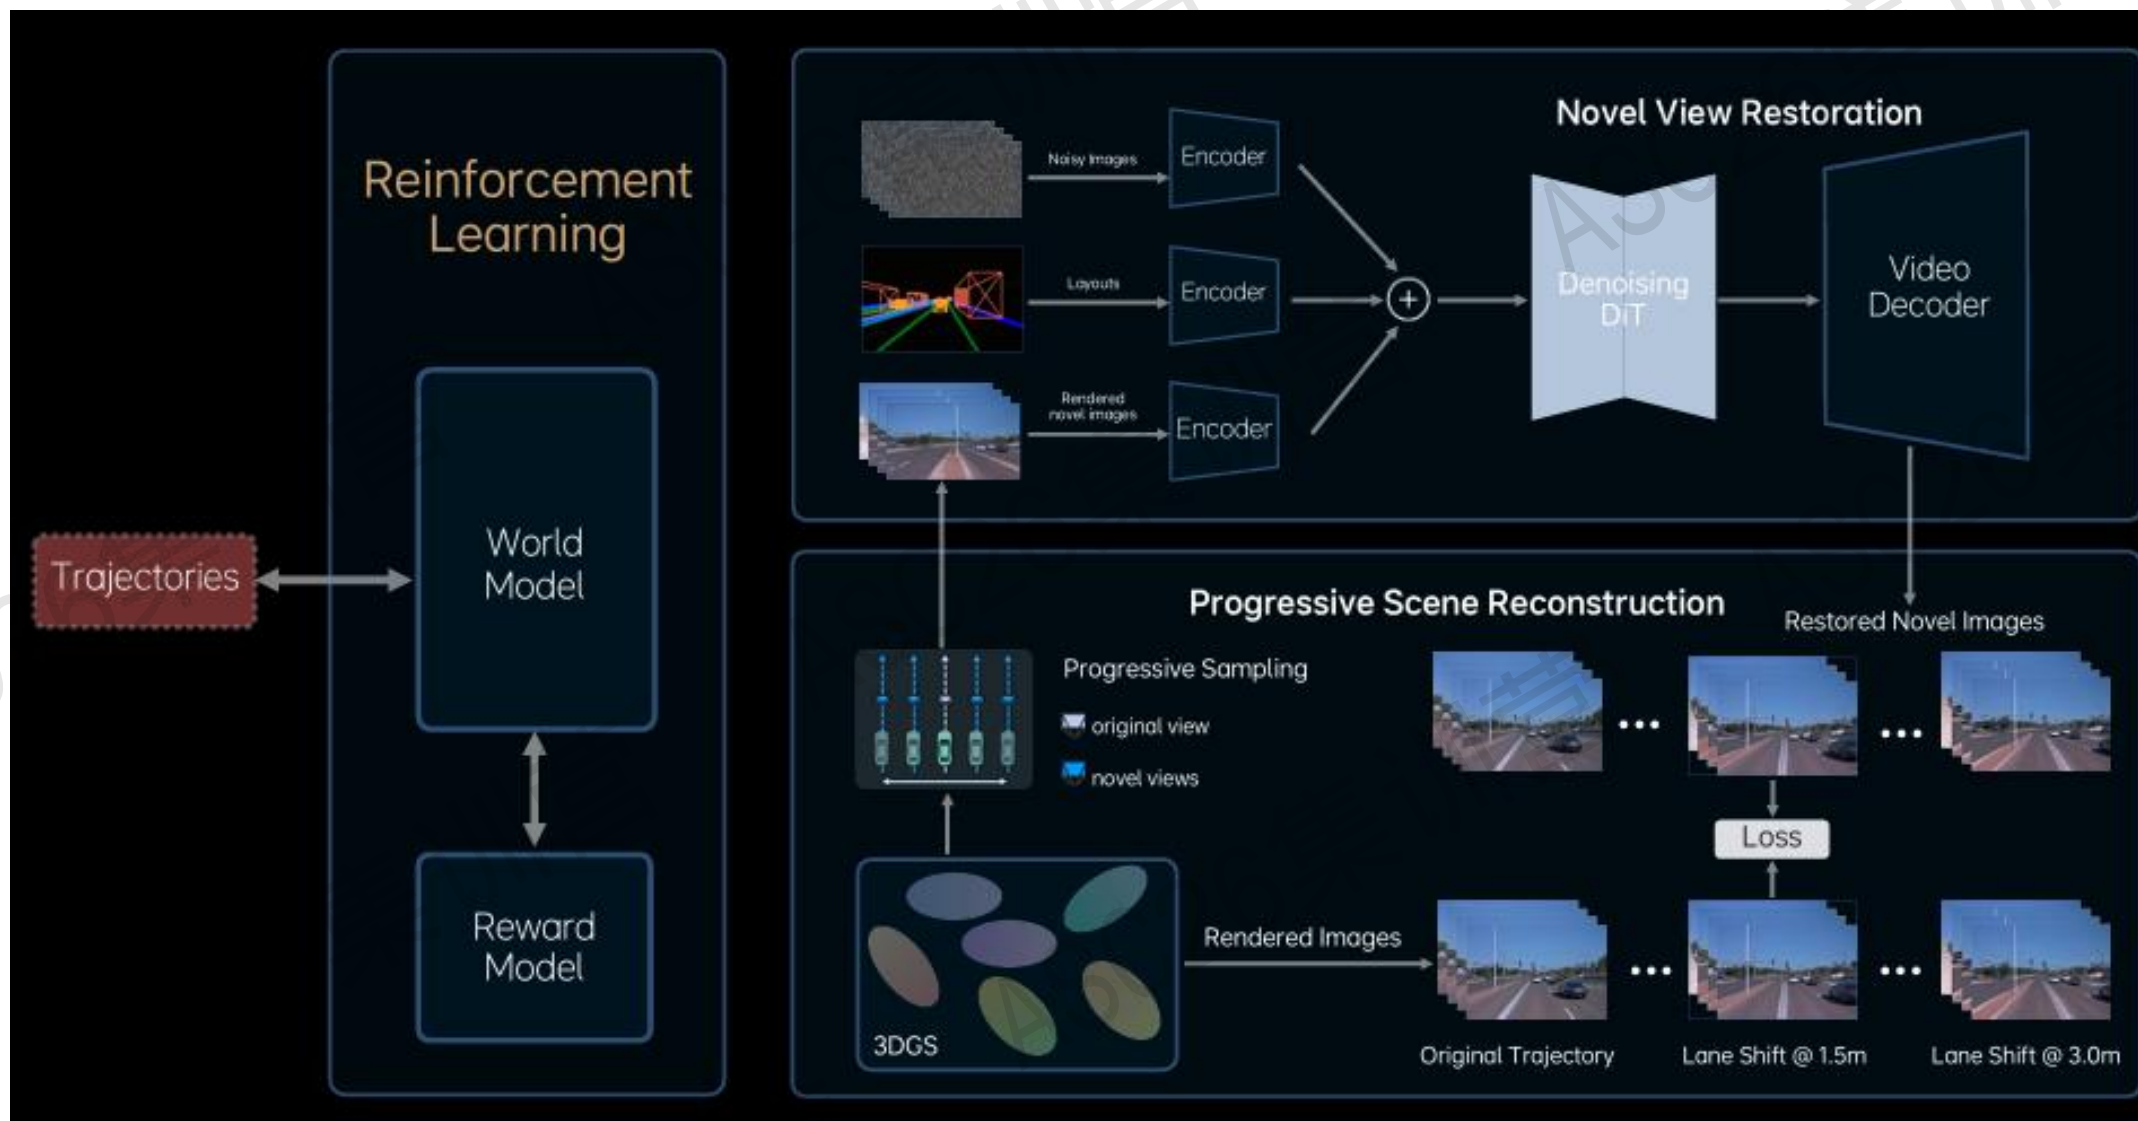 Reinforcement
Learning
World
Model
Reward
Model
Trajectories
Novel View Restoration
Noisy Images
Encoder
Layouts
Encoder
Rendered
novel images
Encoder
Denoising
DiT
Video
Decoder
Progressive Scene Reconstruction
Restored Novel Images
Progressive Sampling
original view
novel views
Loss
3DGS
Rendered Images
Original Trajectory
Lane Shift @ 1.5m
Lane Shift @ 3.0m